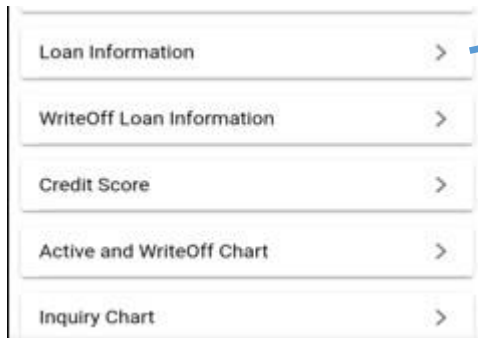 Loan Information
WriteOff Loan Information
Credit Score
Active and WriteOff Chart
Inquiry Chart